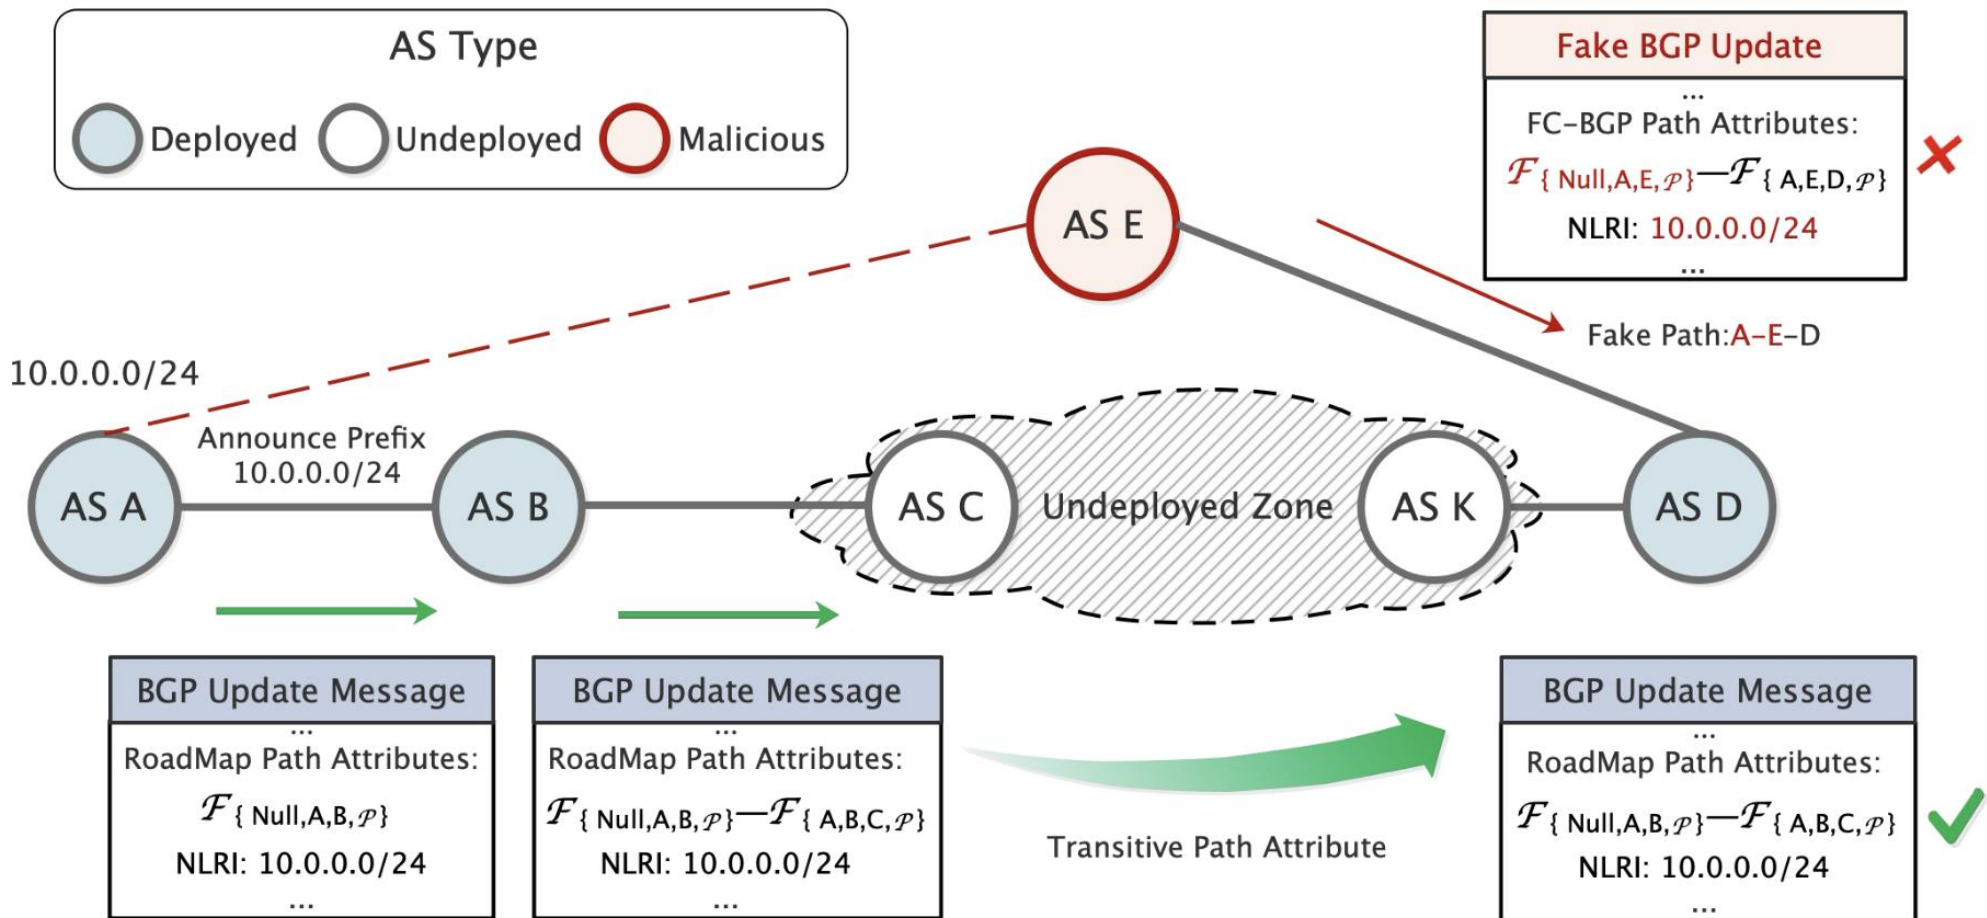 AS Type
Deployed
Undeployed
Malicious
Fake BGP Update
...
FC-BGP Path Attributes:
ℱ{ Null,A,E,𝒫}—ℱ{ A,E,D,𝒫}
NLRI: 10.0.0.0/24
...
AS E
Fake Path:A-E-D
10.0.0.0/24
Announce Prefix
10.0.0.0/24
AS A
AS B
AS C
Undeployed Zone
AS K
AS D
BGP Update Message
...
RoadMap Path Attributes:
ℱ{ Null,A,B,𝒫}
NLRI: 10.0.0.0/24
...
BGP Update Message
...
RoadMap Path Attributes:
ℱ{ Null,A,B,𝒫}—ℱ{ A,B,C,𝒫}
NLRI: 10.0.0.0/24
...
Transitive Path Attribute
BGP Update Message
...
RoadMap Path Attributes:
ℱ{ Null,A,B,𝒫}—ℱ{ A,B,C,𝒫}
NLRI: 10.0.0.0/24
...